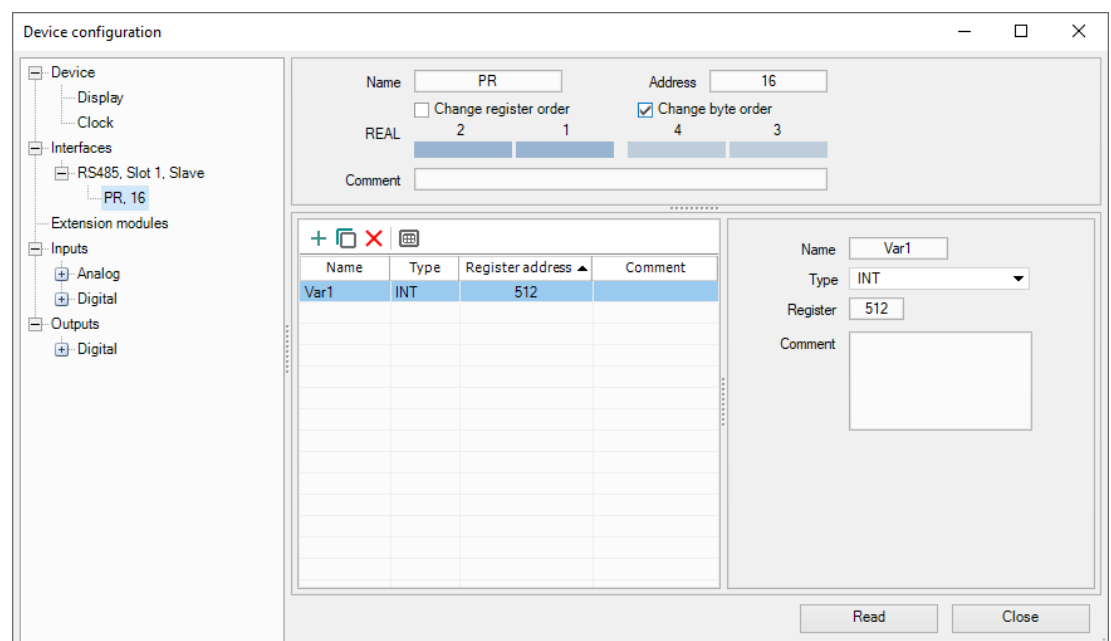 Device configuration
Device
Display
Clock
Interfaces
RS485, Slot 1, Slave
PR, 16
Extension modules
Inputs
Analog
Digital
Outputs
Digital
Name PR Address 16
Change register order Change byte order
REAL 2 1 4 3
Comment
Name Type Register address Comment
Var1 INT 512
Name Var1
Type INT
Register 512
Comment
Read Close